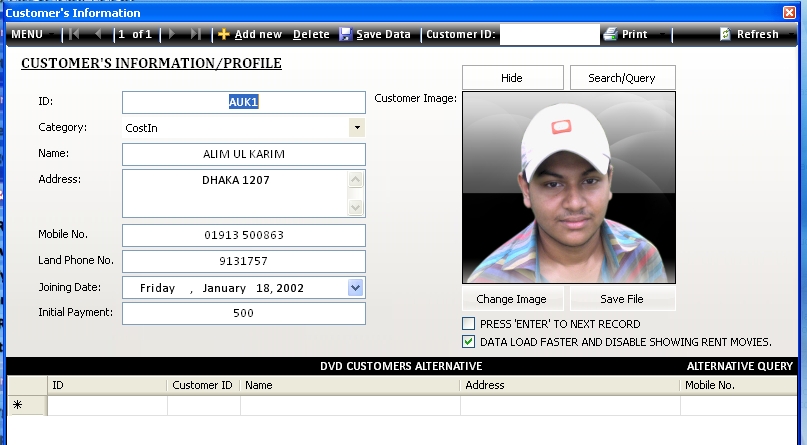 Customer's Information
MENU 1 of 1 Add new Delete Save Data Customer ID: Print Refresh
CUSTOMER'S INFORMATION/PROFILE
Hide Search/Query
ID: AUK1 Customer Image:
Category: CostIn
Name: ALIM UL KARIM
Address: DHAKA 1207
Mobile No. 01913 500863
Land Phone No. 9131757
Joining Date: Friday , January 18, 2002
Change Image Save File
Initial Payment: 500
PRESS 'ENTER' TO NEXT RECORD
DATA LOAD FASTER AND DISABLE SHOWING RENT MOVIES.
DVD CUSTOMERS ALTERNATIVE ALTERNATIVE QUERY
ID Customer ID Name Address Mobile No.